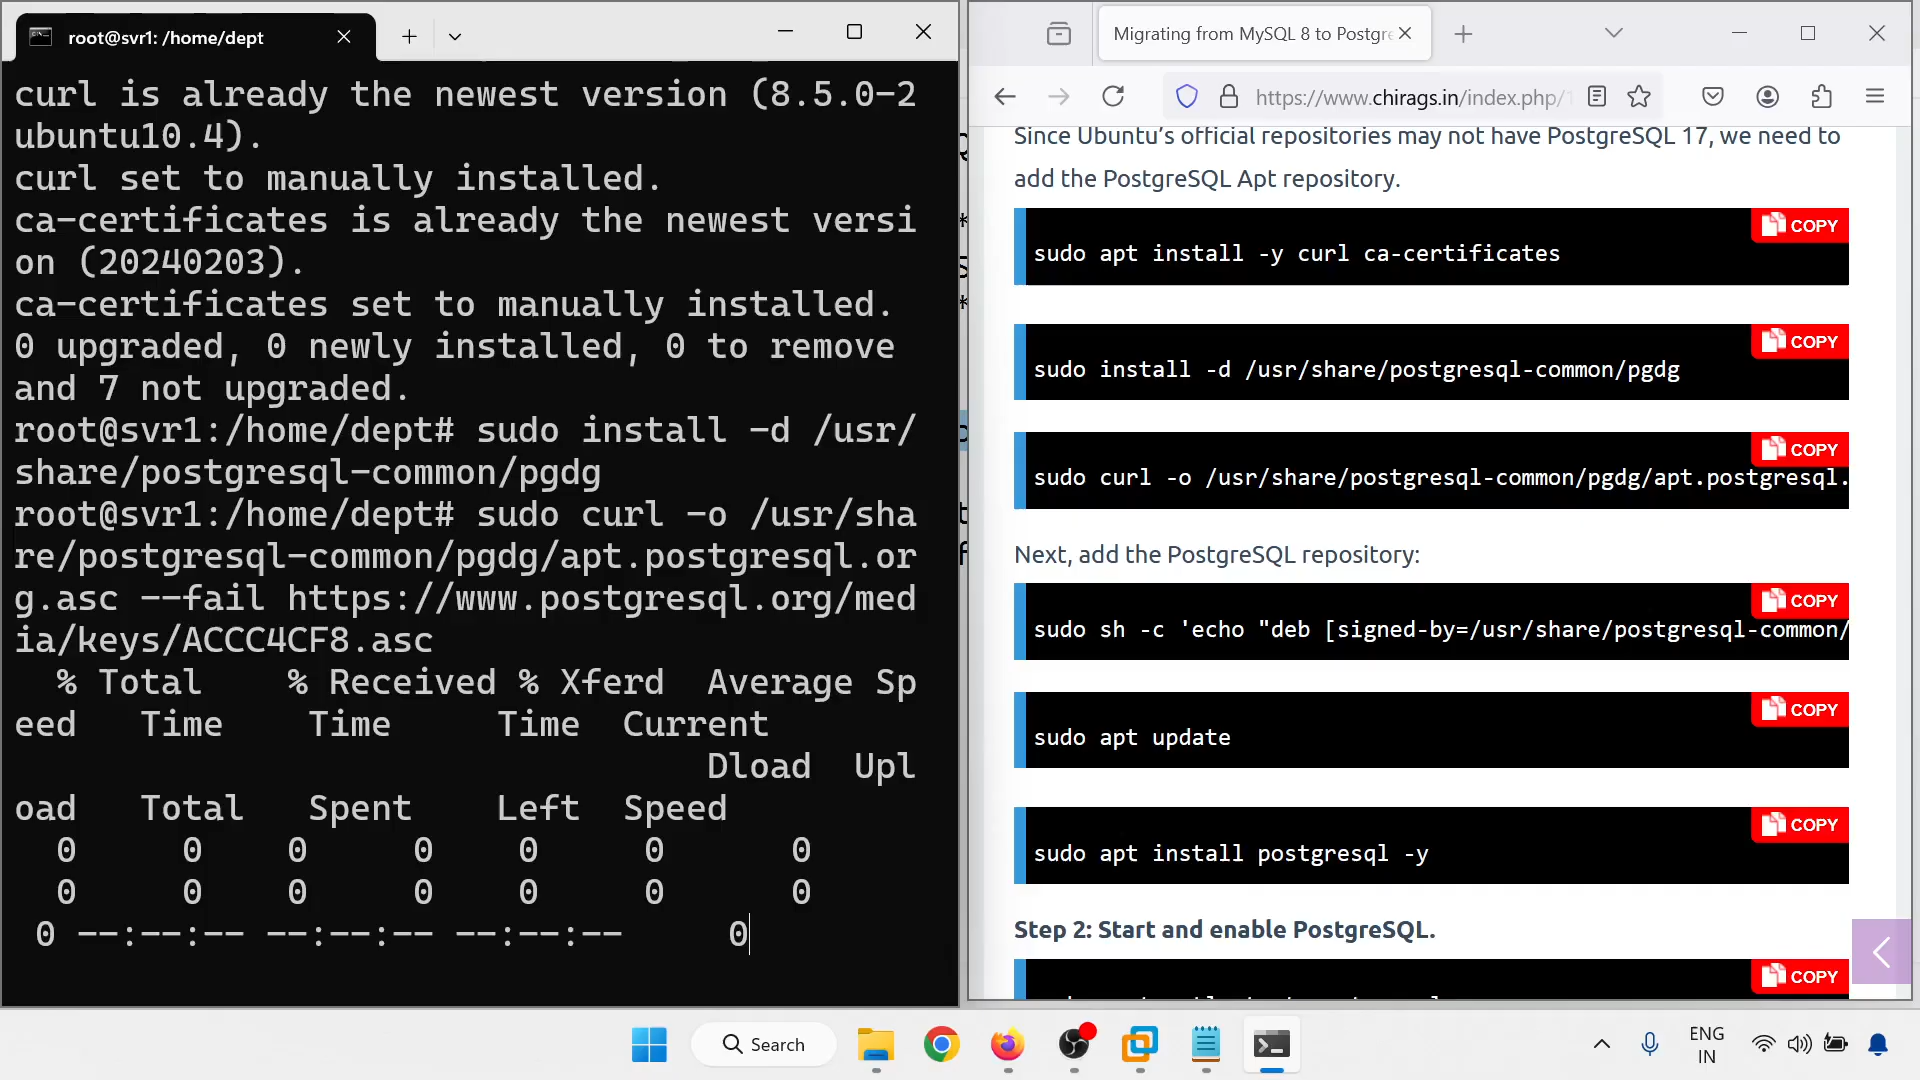 root@svr1: /home/dept
curl is already the newest version (8.5.0-2
ubuntu10.4).
curl set to manually installed.
ca-certificates is already the newest versi
on (20240203).
ca-certificates set to manually installed.
0 upgraded, 0 newly installed, 0 to remove
and 7 not upgraded.
root@svr1:/home/dept# sudo install -d /usr/
share/postgresql-common/pgdg
root@svr1:/home/dept# sudo curl -o /usr/sha
re/postgresql-common/pgdg/apt.postgresql.or
g.asc --fail https://www.postgresql.org/med
ia/keys/ACCC4CF8.asc
% Total % Received % Xferd Average Sp
eed Time Time Time Current
Dload Upl
oad Total Spent Left Speed
0 0 0 0 0 0 0
0 0 0 0 0 0 0
0 --:--:-- --:--:-- --:--:-- 0
Migrating from MySQL 8 to Postgre
https://www.chirags.in/index.php/1
Since Ubuntu's official repositories may not have PostgreSQL 17, we need to
add the PostgreSQL Apt repository.
COPY
sudo apt install -y curl ca-certificates
COPY
sudo install -d /usr/share/postgresql-common/pgdg
COPY
sudo curl -o /usr/share/postgresql-common/pgdg/apt.postgresql.
Next, add the PostgreSQL repository:
COPY
sudo sh -c 'echo "deb [signed-by=/usr/share/postgresql-common/
COPY
sudo apt update
COPY
sudo apt install postgresql -y
Step 2: Start and enable PostgreSQL.
COPY
Search
ENG
IN